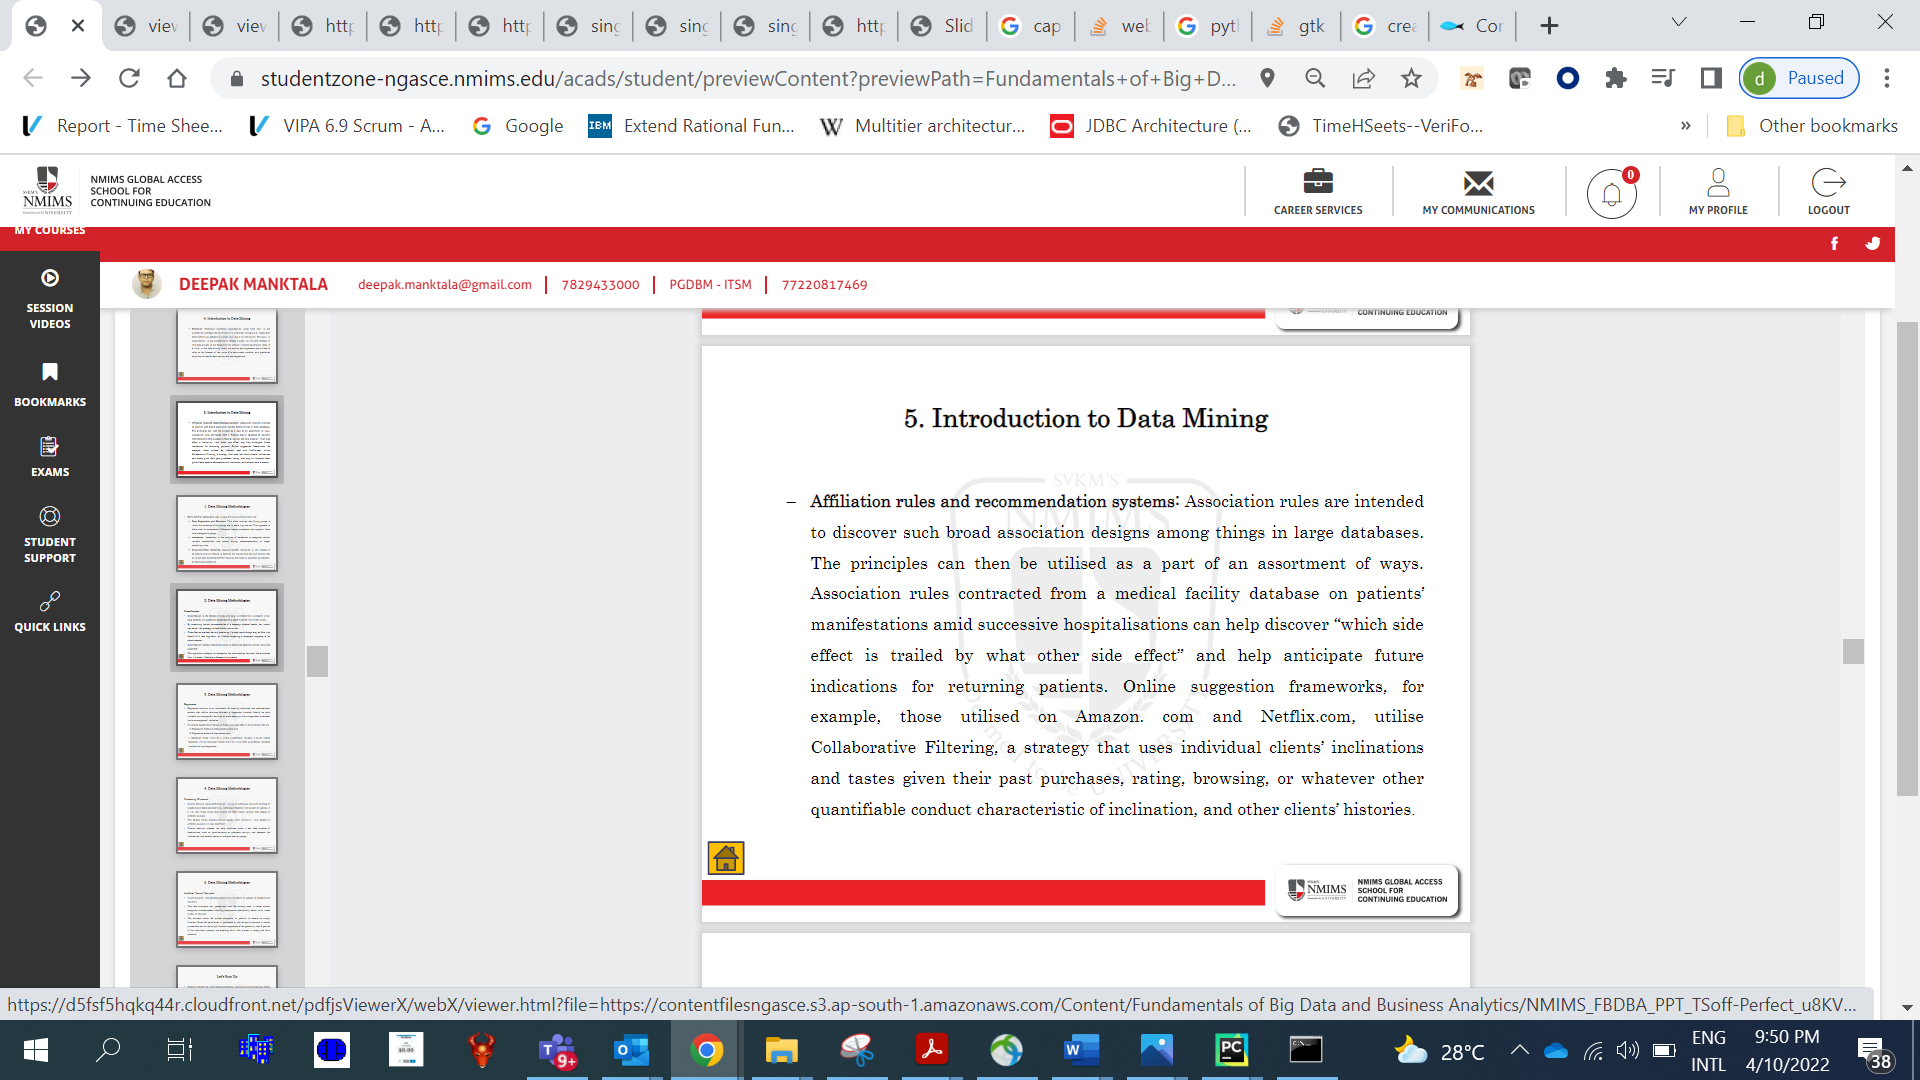 viev
viev
http
http
http
sing
sing
sing
http
Slid
cap
wel
pyt
gtk
crea
Cor
studentzone-ngasce.nmims.edu/acads/student/previewContent?previewPath=Fundamentals+of+Big+D...
d Paused
Report - Time Shee...
VIPA 6.9 Scrum - A...
Google
IBM Extend Rational Fun...
W Multitier architectur...
JDBC Architecture (...
TimeHSeets--VeriFo...
»
Other bookmarks
SVKM'S
NMIMS
NMIMS GLOBAL ACCESS
SCHOOL FOR
CONTINUING EDUCATION
CAREER SERVICES
MY COMMUNICATIONS
0
MY PROFILE
LOGOUT
MY COURSES
DEEPAK MANKTALA
deepak.manktala@gmail.com
7829433000
PGDBM - ITSM
77220817469
SESSION
VIDEOS
BOOKMARKS
EXAMS
STUDENT
SUPPORT
QUICK LINKS
CONTINUING EDUCATION
5. Introduction to Data Mining
SVKM'S
NMIMS
– Affiliation rules and recommendation systems: Association rules are intended
to discover such broad association designs among things in large databases.
The principles can then be utilised as a part of an assortment of ways.
Association rules contracted from a medical facility database on patients’
manifestations amid successive hospitalisations can help discover “which side
effect is trailed by what other side effect” and help anticipate future
indications for returning patients. Online suggestion frameworks, for
example, those utilised on Amazon. com and Netflix.com, utilise
Collaborative Filtering, a strategy that uses individual clients’ inclinations
and tastes given their past purchases, rating, browsing, or whatever other
quantifiable conduct characteristic of inclination, and other clients’ histories.
NMIMS
NMIMS GLOBAL ACCESS
SCHOOL FOR
CONTINUING EDUCATION
https://d5fsf5hqkq44r.cloudfront.net/pdfjsViewerX/webX/viewer.html?file=https://contentfilesngasce.s3.ap-south-1.amazonaws.com/Content/Fundamentals of Big Data and Business Analytics/NMIMS_FBDBA_PPT_TSoff-Perfect_u8KV...
9+
28°C
ENG
INTL
9:50 PM
4/10/2022
38